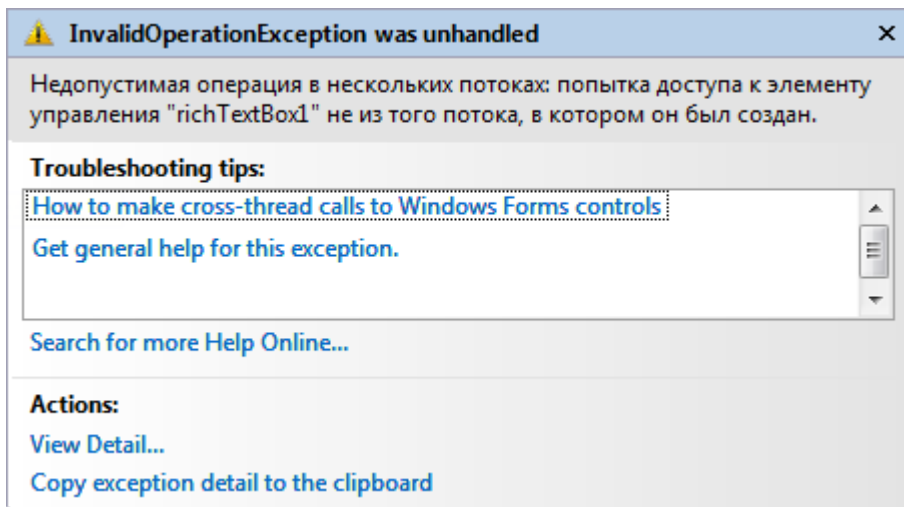 InvalidOperationException was unhandled
Недопустимая операция в нескольких потоках: попытка доступа к элементу
управления "richTextBox1" не из того потока, в котором он был создан.
Troubleshooting tips:
How to make cross-thread calls to Windows Forms controls
Get general help for this exception.
Search for more Help Online...
Actions:
View Detail...
Copy exception detail to the clipboard